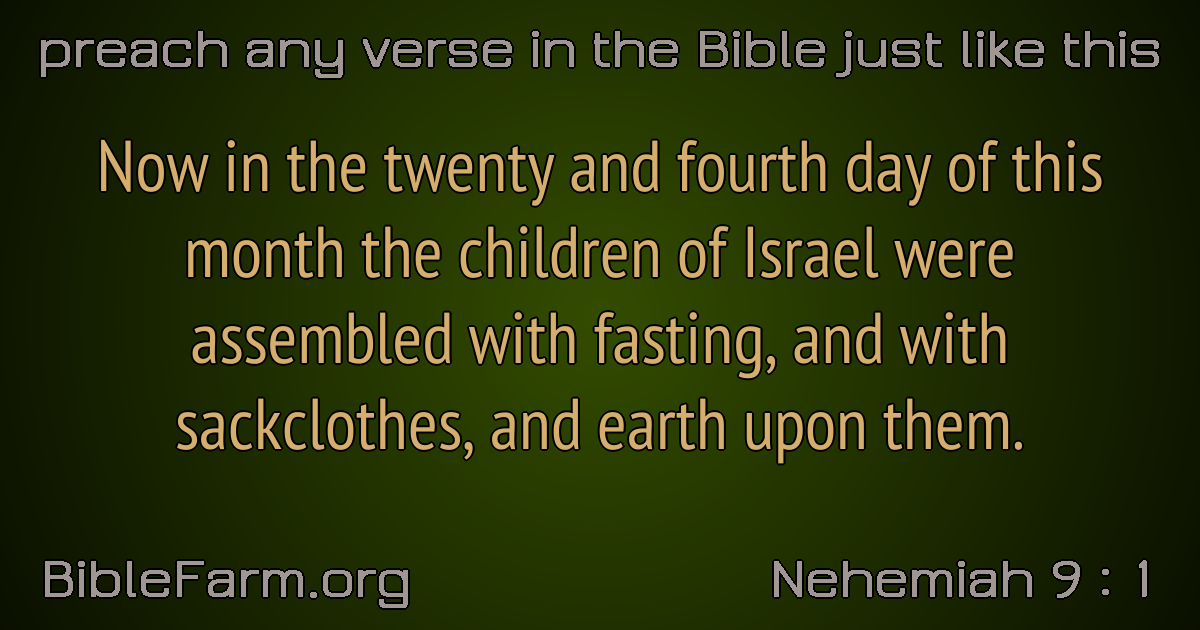 preach any verse in the Bible just like this
Now in the twenty and fourth day of this
month the children of Israel were
assembled with fasting, and with
sackclothes, and earth upon them.
BibleFarm.org
Nehemiah 9 : 1